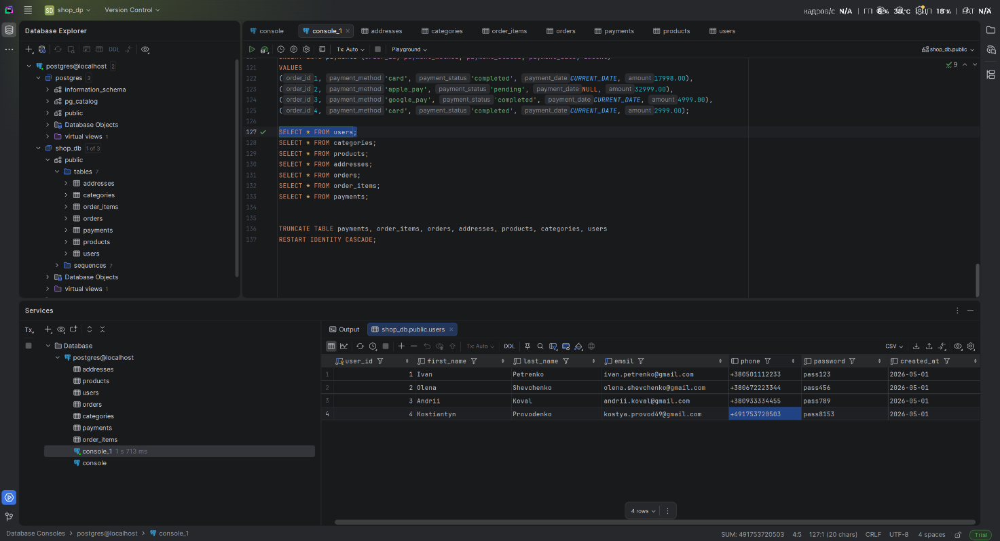 SD shop_dp Version Control
кадров/с N/A | 38°C 18% N/A
Database Explorer
DDL
postgres@localhost 2
postgres 3
information_schema
pg_catalog
public
Database Objects
virtual views 1
shop_db 1 of 3
public
tables 7
addresses
categories
order_items
orders
payments
products
users
sequences 7
Database Objects
virtual views 1
console console_1 addresses categories order_items orders payments products users
Tx: Auto Playground shop_db.public
9
121 VALUES
122 ( order_id 1, payment_method 'card', payment_status 'completed', payment_date CURRENT_DATE, amount 17998.00),
123 ( order_id 2, payment_method 'apple_pay', payment_status 'pending', payment_date NULL, amount 32999.00),
124 ( order_id 3, payment_method 'google_pay', payment_status 'completed', payment_date CURRENT_DATE, amount 4999.00),
125 ( order_id 4, payment_method 'card', payment_status 'completed', payment_date CURRENT_DATE, amount 2999.00);
126
127 SELECT * FROM users;
128 SELECT * FROM categories;
129 SELECT * FROM products;
130 SELECT * FROM addresses;
131 SELECT * FROM orders;
132 SELECT * FROM order_items;
133 SELECT * FROM payments;
134
135
136 TRUNCATE TABLE payments, order_items, orders, addresses, products, categories, users
137 RESTART IDENTITY CASCADE;
Services
Tx
Database
postgres@localhost
addresses
products
users
orders
categories
payments
order_items
console_1 1 s 713 ms
console
Output shop_db.public.users
Tx: Auto DDL CSV
user_id first_name last_name email phone password created_at
1 1 Ivan Petrenko ivan.petrenko@gmail.com +380501112233 pass123 2026-05-01
2 2 Olena Shevchenko olena.shevchenko@gmail.com +380672223344 pass456 2026-05-01
3 3 Andrii Koval andrii.koval@gmail.com +380933334455 pass789 2026-05-01
4 4 Kostiantyn Provodenko kostya.provod49@gmail.com +491753720503 pass8153 2026-05-01
4 rows
Database Consoles > postgres@localhost > console_1
SUM: 491753720503 4:5 127:1 (20 chars) CRLF UTF-8 4 spaces Trial